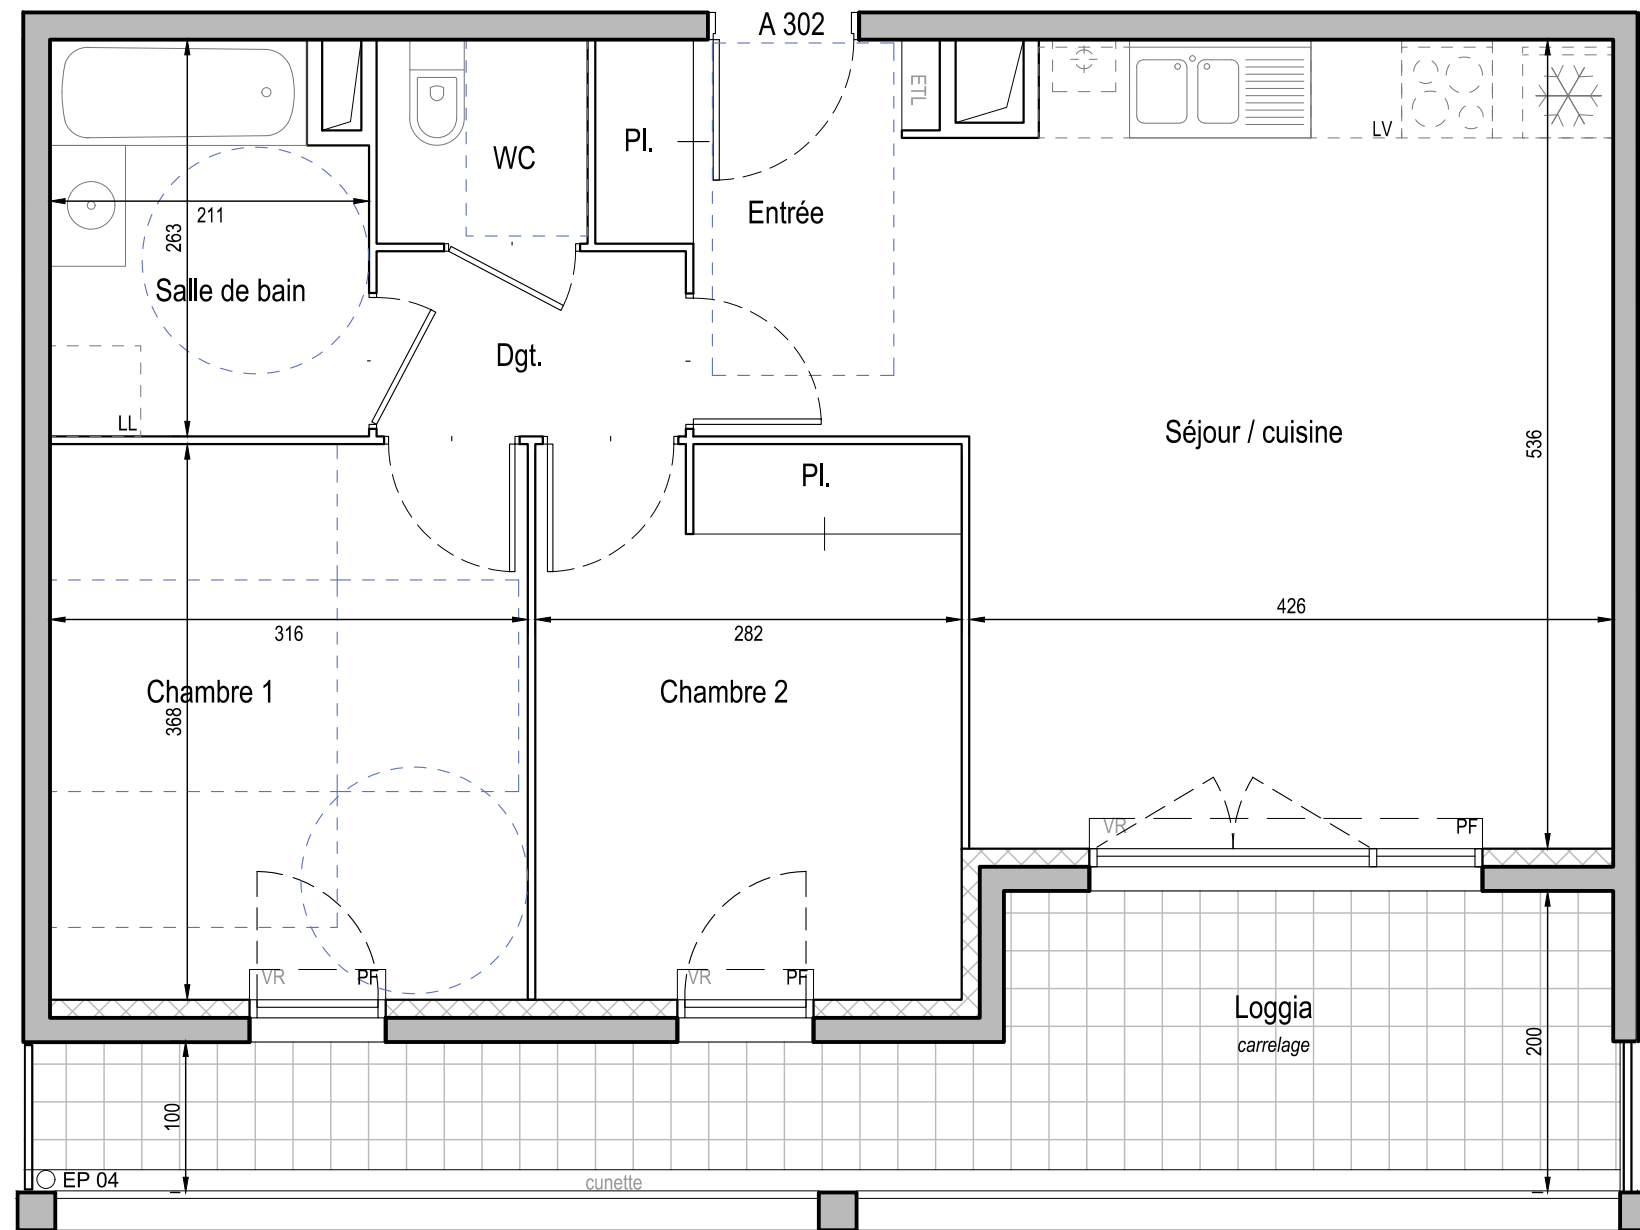 A 302
ETL
Pl.
WC
LV
Entrée
211
263
Salle de bain
Dgt.
LL
Séjour / cuisine
536
Pl.
316
282
426
Chambre 1
368
Chambre 2
VR
PF
VR
PF
VR
PF
Loggia
carrelage
200
100
EP 04
cunette